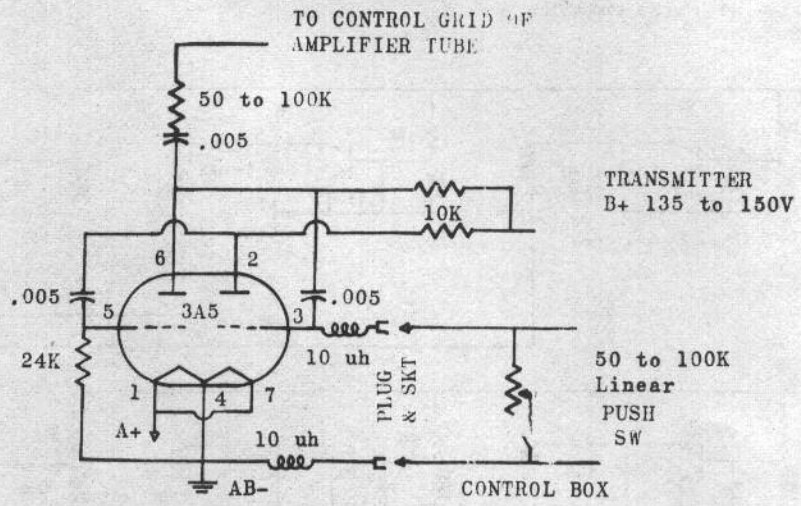 TO CONTROL GRID OF
AMPLIFIER TUBE
50 to 100K
.005
TRANSMITTER
B+ 135 to 150V
10K
6
2
.005
5
3A5
3
.005
24K
10 uh
50 to 100K
Linear
PUSH
SW
PLUG
& SKT
1
4
7
A+
10 uh
AB-
CONTROL BOX